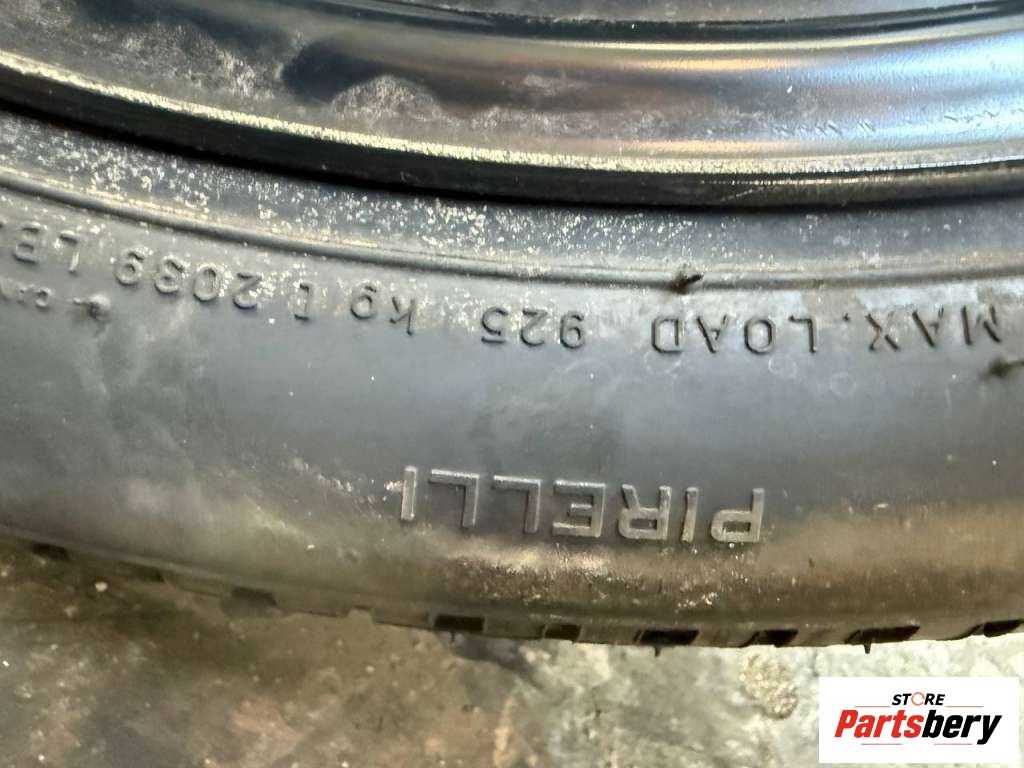 MAX. LOAD 925 kg [ 2039 LB
PIRELLI
STORE
Partsbery